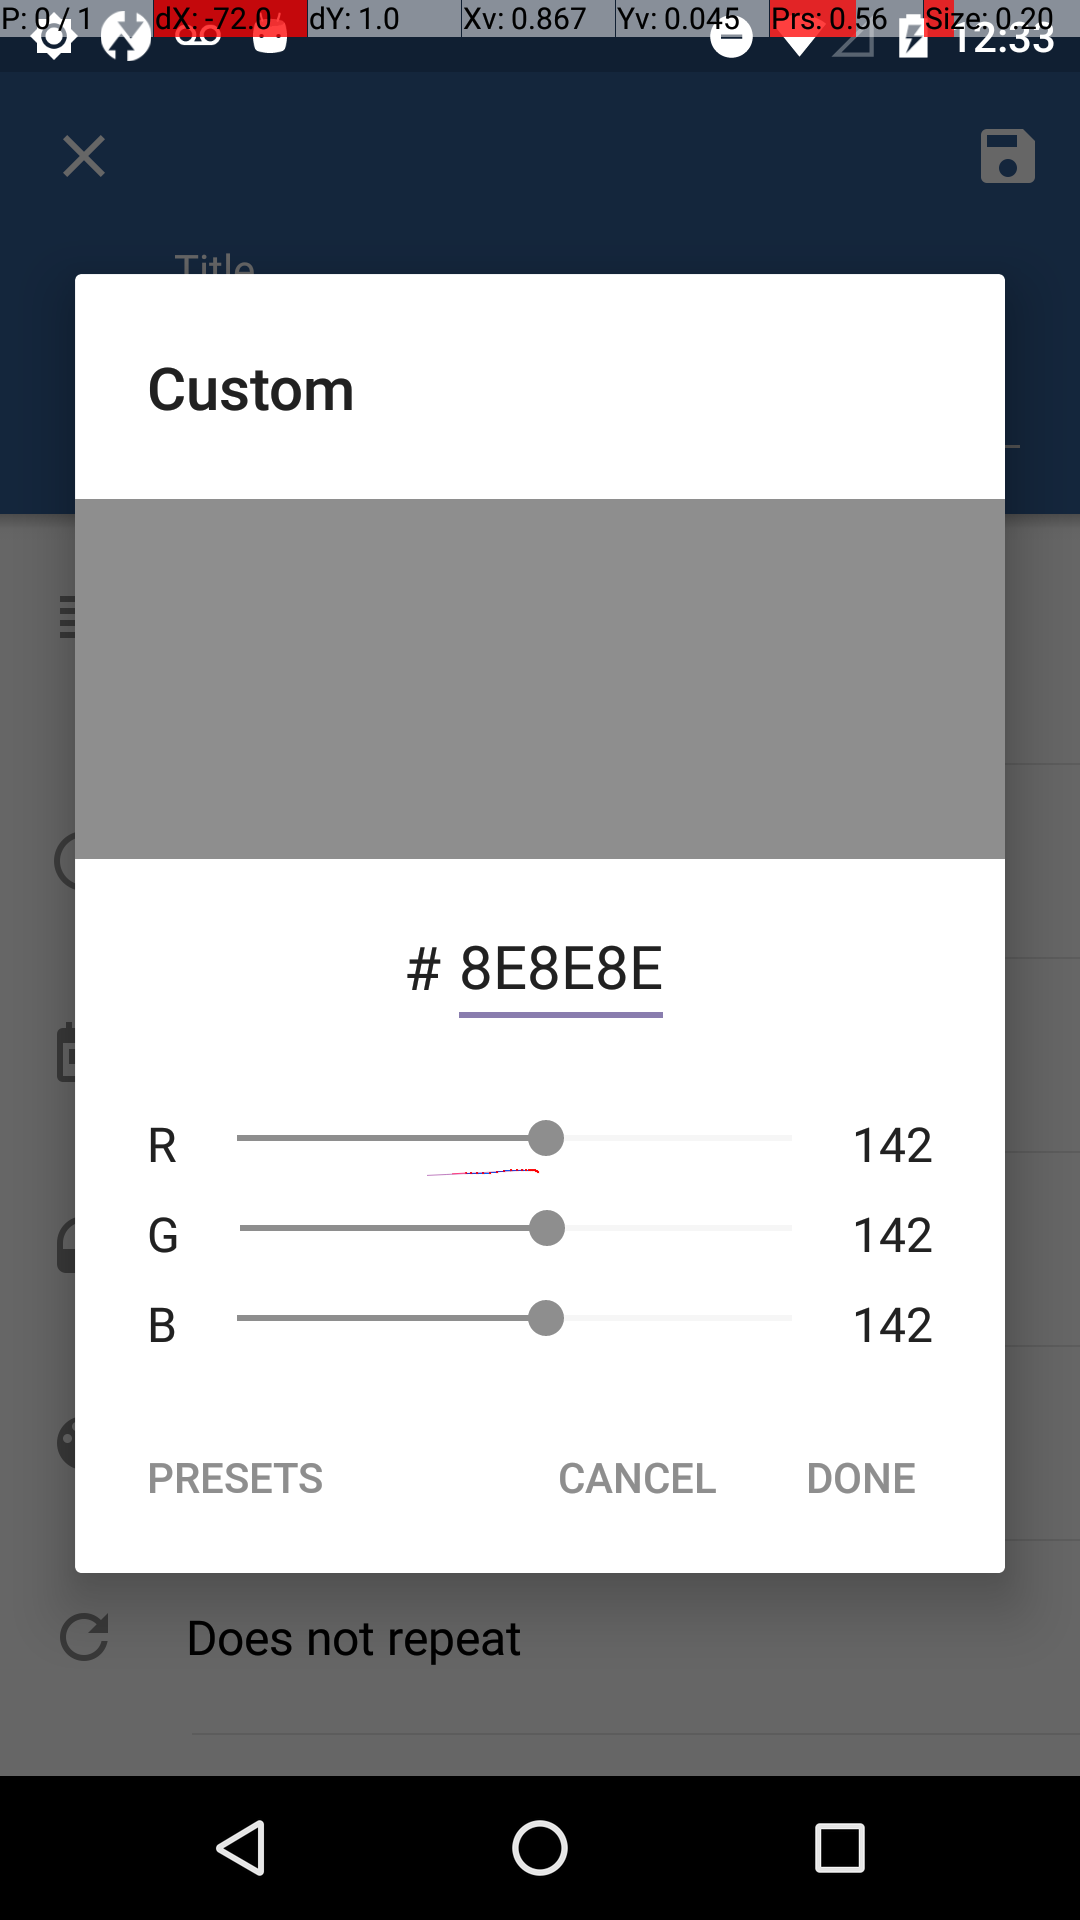 P: 0 / 1 dX: -72.0 dY: 1.0 Xv: 0.867 Yv: 0.045 Prs: 0.56 Size: 0.20
12:33
Title
Custom
# 8E8E8E
R 142
G 142
B 142
PRESETS CANCEL DONE
Does not repeat